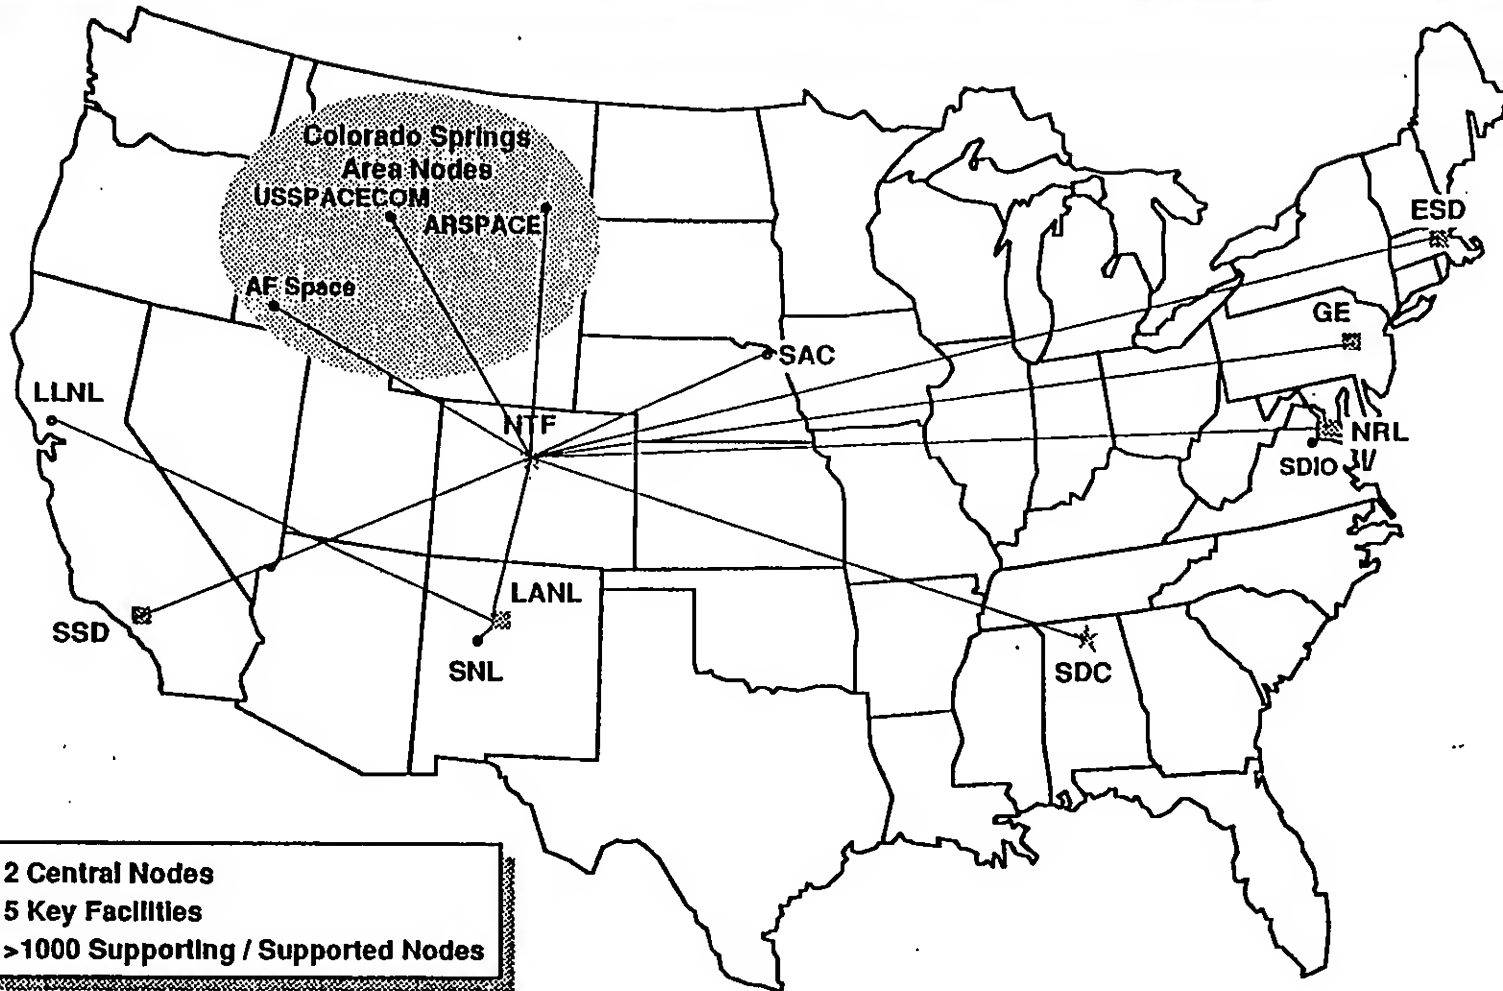 Colorado Springs
Area Nodes
USSPACECOM
ARSPACE
AF Space
ESD
GE
SAC
LLNL
NTF
NRL
SDIO
LANL
SSD
SNL
SDC
2 Central Nodes
5 Key Facilities
>1000 Supporting / Supported Nodes